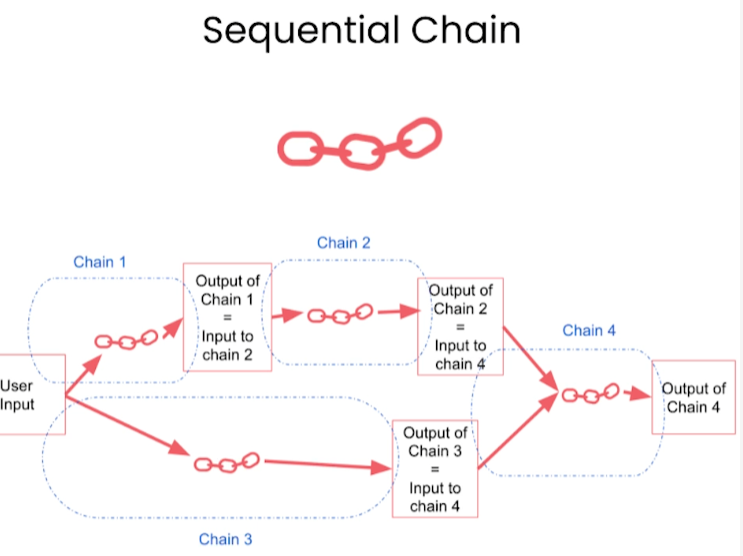 Sequential Chain
Chain 2
Chain 1
Output of
Chain 1
=
Input to
chain 2
Output of
Chain 2
=
Input to
chain 4
Chain 4
User
Input
Output of
Chain 4
Output of
Chain 3
=
Input to
chain 4
Chain 3